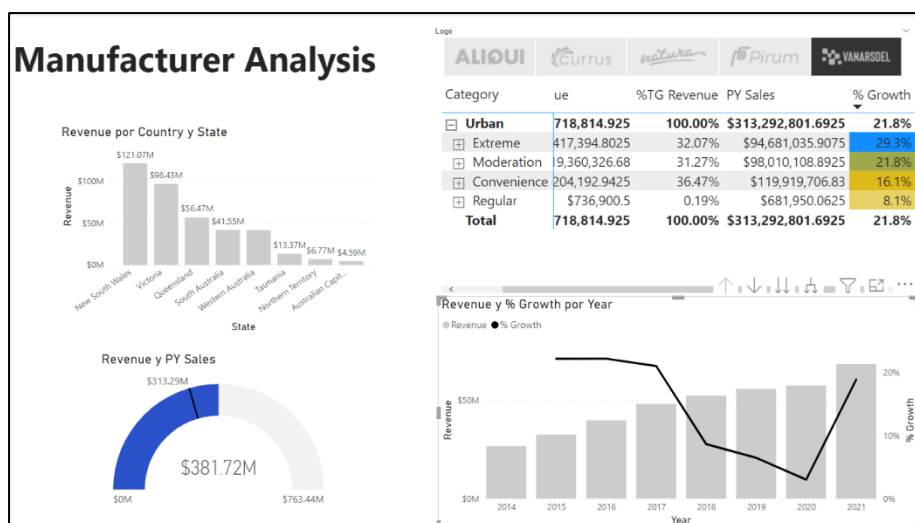 Manufacturer Analysis
Logo
ALIQUI
Currus
natura
Pirum
VANARSDEL
Category ue %TG Revenue PY Sales % Growth
Urban 718,814.925 100.00% $313,292,801.6925 21.8%
Extreme 417,394.8025 32.07% $94,681,035.9075 29.3%
Moderation 9,360,326.68 31.27% $98,010,108.8925 21.8%
Convenience 204,192.9425 36.47% $119,919,706.83 16.1%
Regular $736,900.5 0.19% $681,950.0625 8.1%
Total 718,814.925 100.00% $313,292,801.6925 21.8%
Revenue por Country y State
Revenue
$121.07M
$96.43M
$56.47M
$41.55M
$13.37M
$6.77M
$4.59M
$100M
$50M
$0M
New South Wales
Victoria
Queensland
South Australia
Western Australia
Tasmania
Northern Territory
Australian Capit...
State
Revenue y PY Sales
$313.29M
$381.72M
$0M
$763.44M
Revenue y % Growth por Year
Revenue % Growth
Revenue
$50M
$0M
20%
10%
0%
% Growth
2014 2015 2016 2017 2018 2019 2020 2021
Year